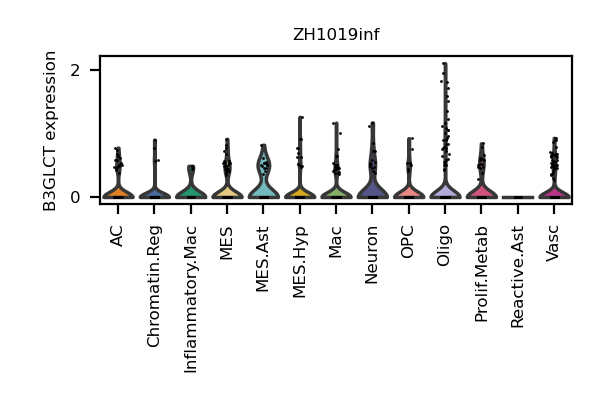 ZH1019inf
B3GLCT expression
2
0
AC
Chromatin.Reg
Inflammatory.Mac
MES
MES.Ast
MES.Hyp
Mac
Neuron
OPC
Oligo
Prolif.Metab
Reactive.Ast
Vasc